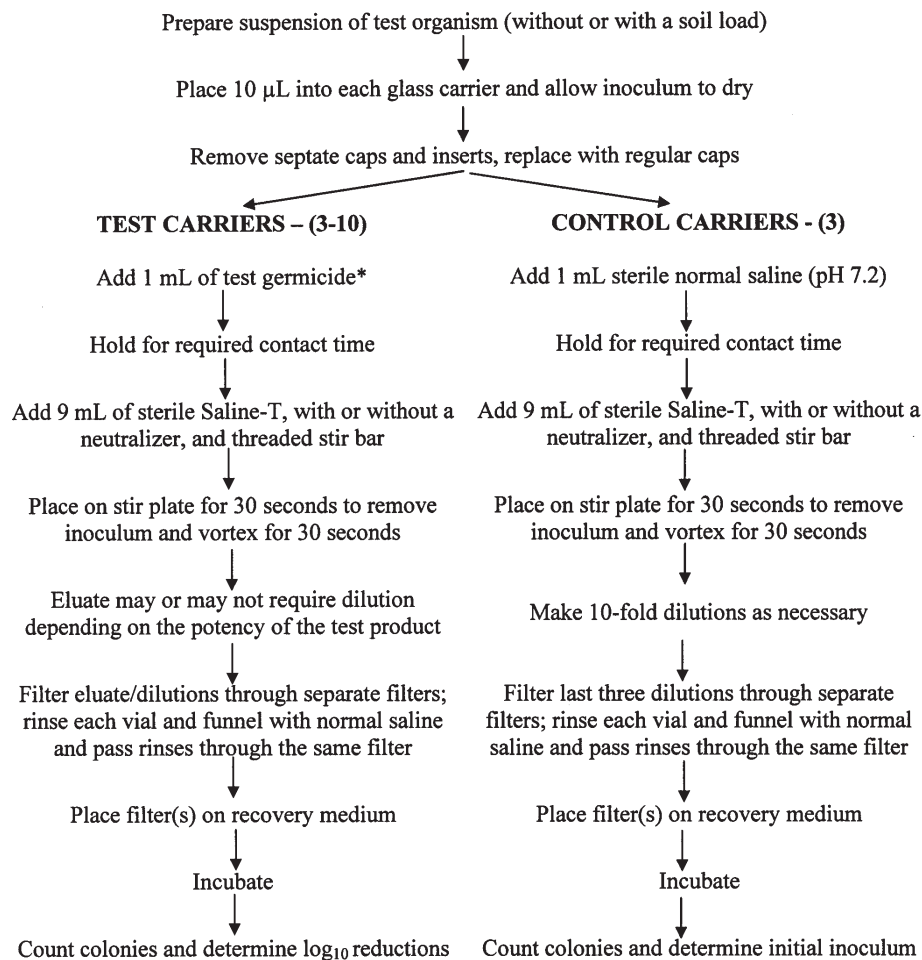 Prepare suspension of test organism (without or with a soil load)
Place 10 µL into each glass carrier and allow inoculum to dry
Remove septate caps and inserts, replace with regular caps
TEST CARRIERS – (3-10)
Add 1 mL of test germicide*
Hold for required contact time
Add 9 mL of sterile Saline-T, with or without a
neutralizer, and threaded stir bar
Place on stir plate for 30 seconds to remove
inoculum and vortex for 30 seconds
Eluate may or may not require dilution
depending on the potency of the test product
Filter eluate/dilutions through separate filters;
rinse each vial and funnel with normal saline
and pass rinses through the same filter
Place filter(s) on recovery medium
Incubate
Count colonies and determine log₁₀ reductions
CONTROL CARRIERS - (3)
Add 1 mL sterile normal saline (pH 7.2)
Hold for required contact time
Add 9 mL of sterile Saline-T, with or without a
neutralizer, and threaded stir bar
Place on stir plate for 30 seconds to remove
inoculum and vortex for 30 seconds
Make 10-fold dilutions as necessary
Filter last three dilutions through separate
filters; rinse each vial and funnel with normal
saline and pass rinses through the same filter
Place filter(s) on recovery medium
Incubate
Count colonies and determine initial inoculum